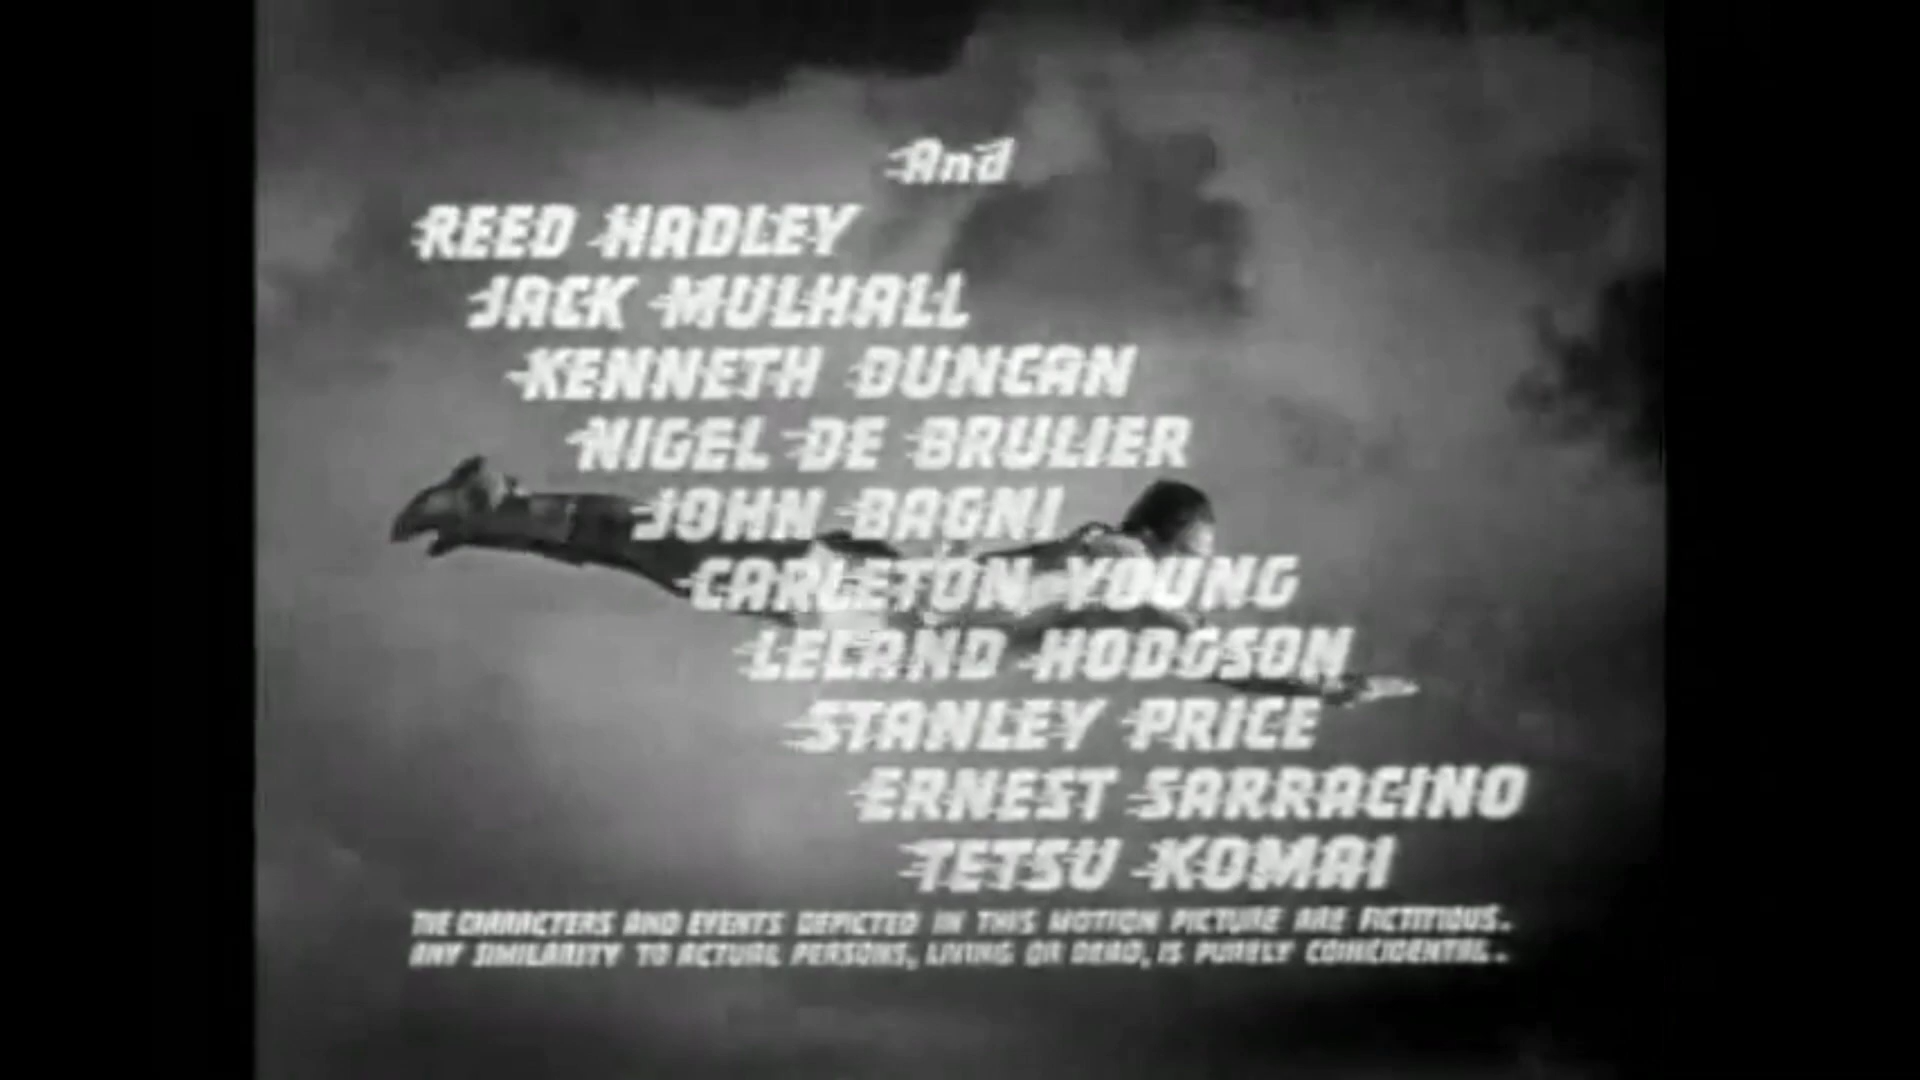 And
REED HADLEY
JACK MULHALL
KENNETH DUNCAN
NIGEL DE BRULIER
JOHN BAGNI
CARLETON YOUNG
LELAND HODGSON
STANLEY PRICE
ERNEST SARRACINO
TETSU KOMAI
THE CHARACTERS AND EVENTS DEPICTED IN THIS MOTION PICTURE ARE FICTITIOUS.
ANY SIMILARITY TO ACTUAL PERSONS, LIVING OR DEAD, IS PURELY COINCIDENTAL.